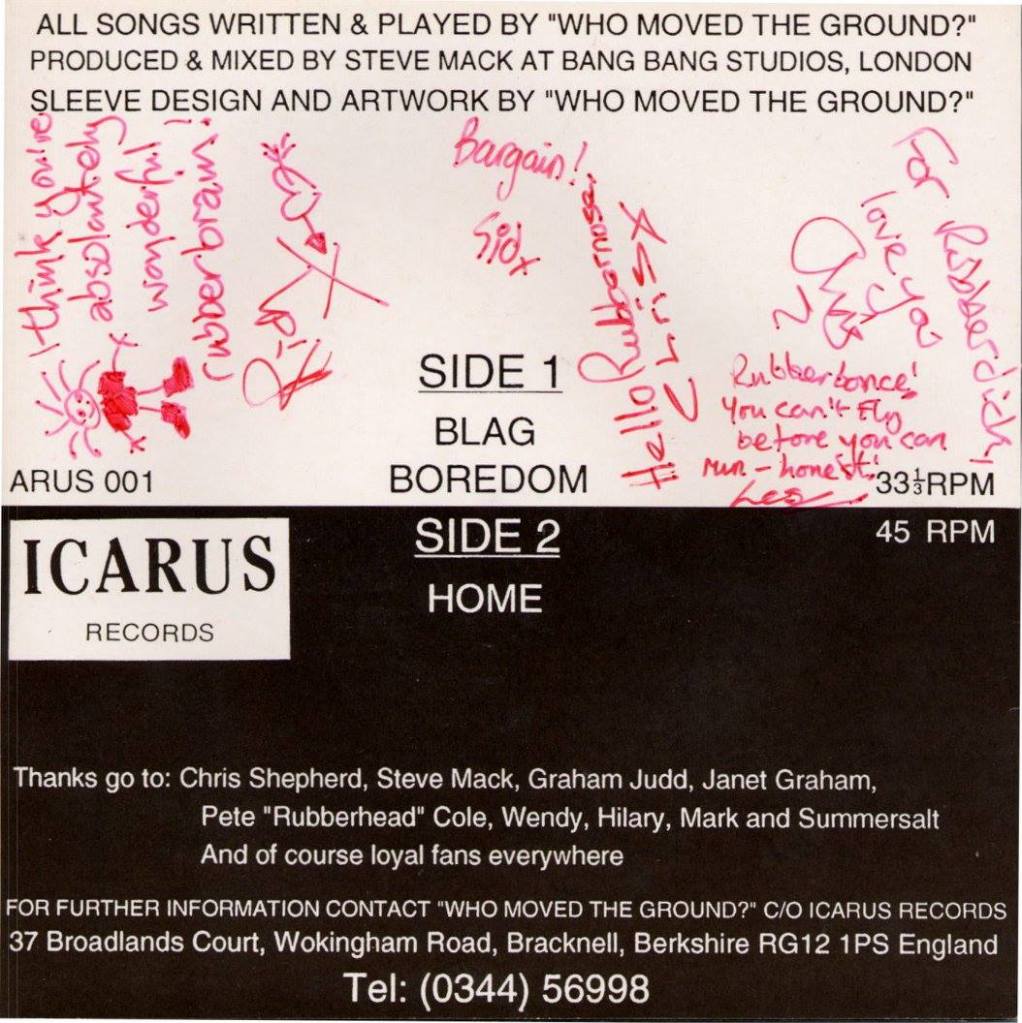 ALL SONGS WRITTEN & PLAYED BY "WHO MOVED THE GROUND?"
PRODUCED & MIXED BY STEVE MACK AT BANG BANG STUDIOS, LONDON
SLEEVE DESIGN AND ARTWORK BY "WHO MOVED THE GROUND?"
I think you're
absolutely
wonderful
rubber brain!
Bargain!
Sid x
Hello Rubbernose
For Rubberdick,
love you
Rubberbonce!
You can't fly
before you can
run - honest!
Les
SIDE 1
BLAG
BOREDOM
ARUS 001
33⅓ RPM
SIDE 2
45 RPM
HOME
ICARUS
RECORDS
Thanks go to: Chris Shepherd, Steve Mack, Graham Judd, Janet Graham,
Pete "Rubberhead" Cole, Wendy, Hilary, Mark and Summersalt
And of course loyal fans everywhere
FOR FURTHER INFORMATION CONTACT "WHO MOVED THE GROUND?" C/O ICARUS RECORDS
37 Broadlands Court, Wokingham Road, Bracknell, Berkshire RG12 1PS England
Tel: (0344) 56998